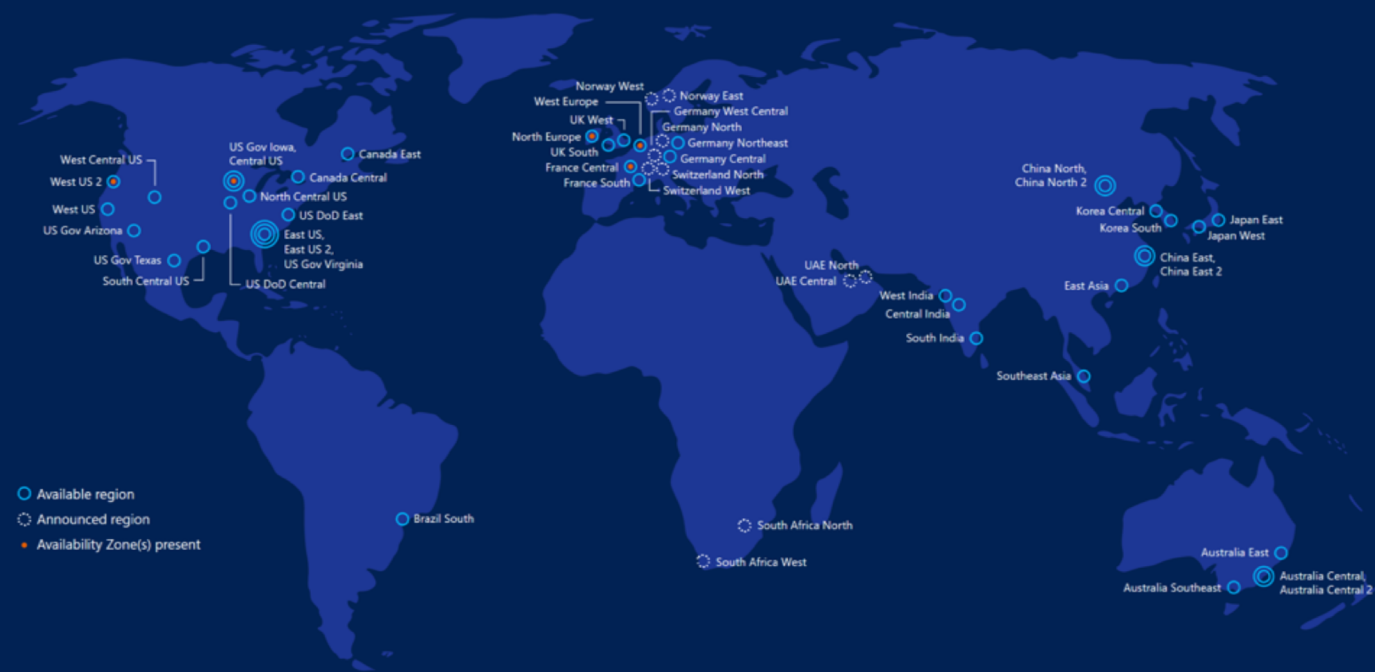 Norway West
Norway East
West Europe
Germany West Central
UK West
Germany North
North Europe
Germany Northeast
UK South
Germany Central
France Central
Switzerland North
France South
Switzerland West
US Gov Iowa,
Central US
Canada East
West Central US
West US 2
Canada Central
North Central US
West US
US DoD East
US Gov Arizona
East US,
East US 2,
US Gov Virginia
US Gov Texas
South Central US
US DoD Central
China North,
China North 2
Korea Central
Korea South
Japan East
Japan West
China East,
China East 2
East Asia
UAE North
UAE Central
West India
Central India
South India
Southeast Asia
Available region
Announced region
Availability Zone(s) present
Brazil South
South Africa North
South Africa West
Australia East
Australia Central,
Australia Central 2
Australia Southeast